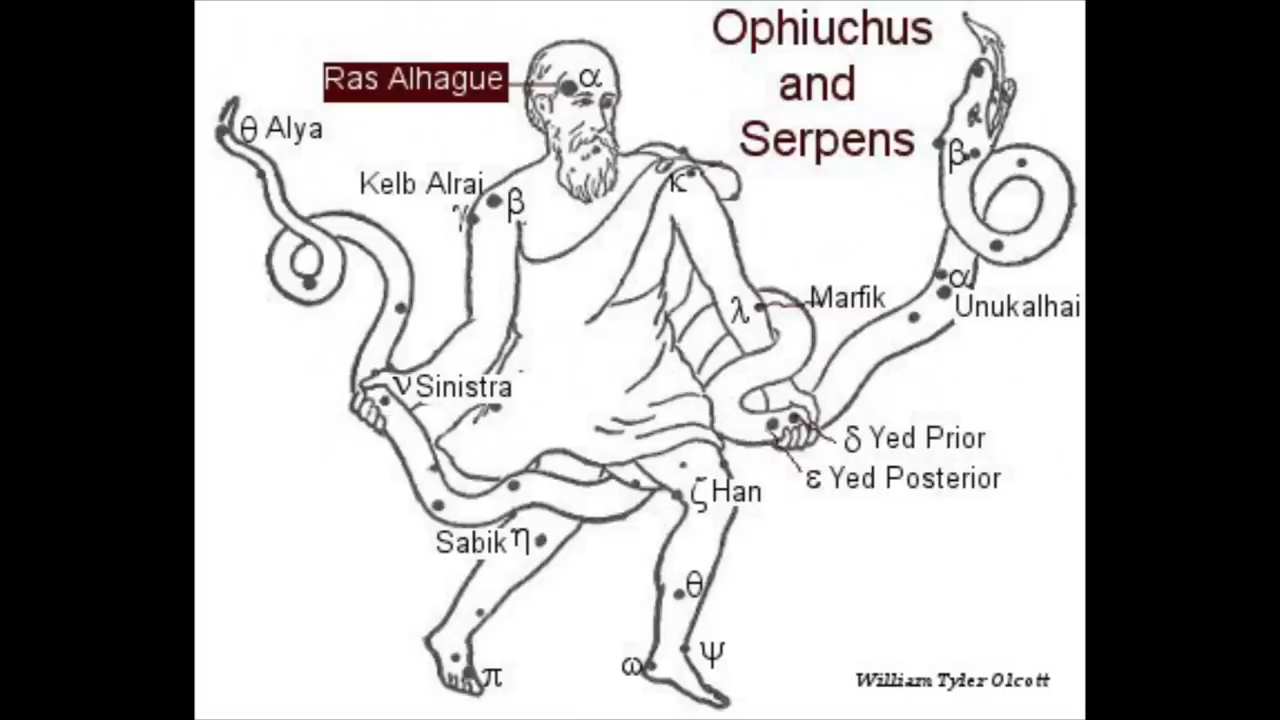 Ophiuchus
and
Serpens
Ras Alhague
α
θ Alya
Kelb Alrai
γ
β
κ
α
β
α
Unukalhai
λ
Marfik
ν Sinistra
δ Yed Prior
ε Yed Posterior
ζ Han
Sabik η
θ
ψ
ω
π
William Tyler Olcott